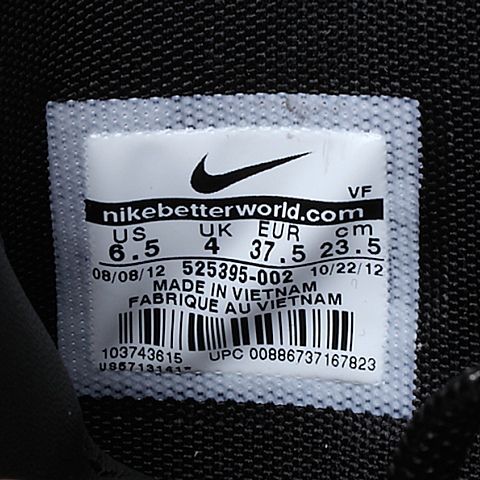 VF
nikebetterworld.com
US UK EUR cm
6.5 4 37.5 23.5
08/08/12 525395-002 10/22/12
MADE IN VIETNAM
FABRIQUE AU VIETNAM
103743615 UPC 00886737167823